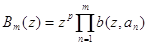 B_m(z) = z^p ∏_{n=1}^{m} b(z, a_n)